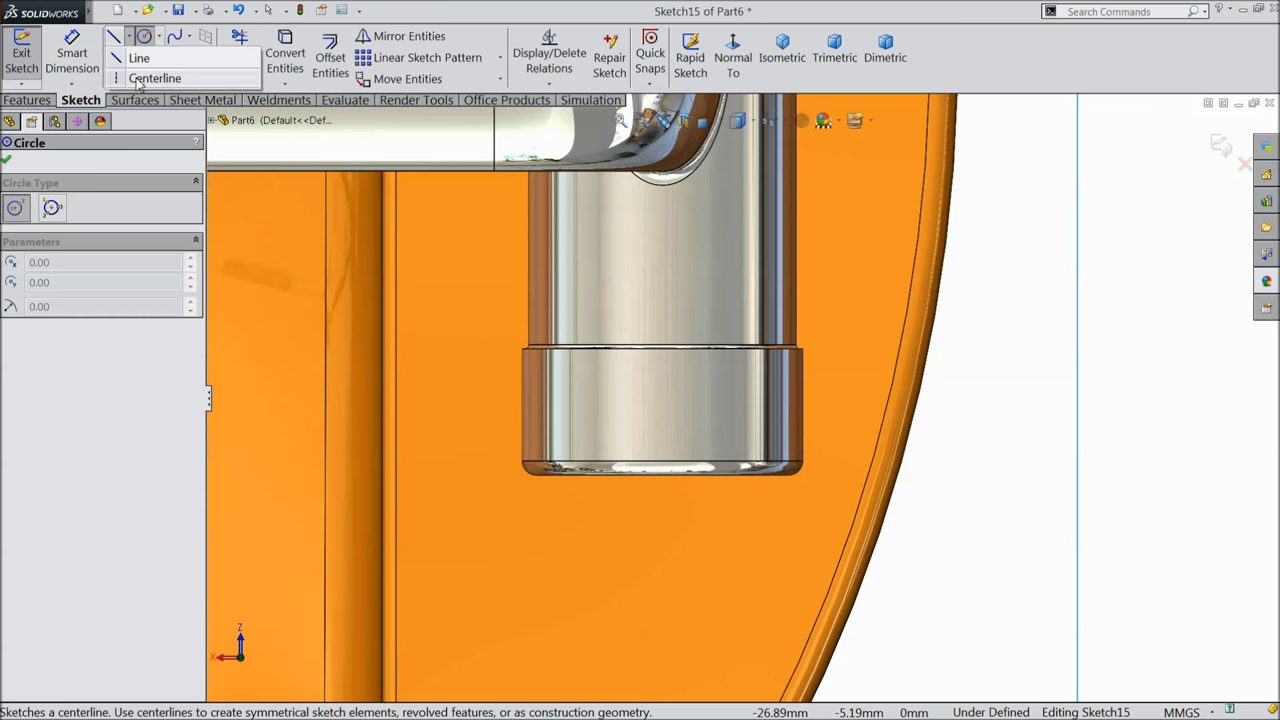 SOLIDWORKS
Sketch15 of Part6 *
Search Commands
Exit
Sketch
Smart
Dimension
Line
Centerline
Convert
Entities
Offset
Entities
Mirror Entities
Linear Sketch Pattern
Move Entities
Display/Delete
Relations
Repair
Sketch
Quick
Snaps
Rapid
Sketch
Normal
To
Isometric
Trimetric
Dimetric
Features Sketch Surfaces Sheet Metal Weldments Evaluate Render Tools Office Products Simulation
Part6 (Default<<Def...
Circle ?
Circle Type
Parameters
0.00
0.00
0.00
Z
X
Sketches a centerline. Use centerlines to create symmetrical sketch elements, revolved features, or as construction geometry. -26.89mm -5.19mm 0mm Under Defined Editing Sketch15 MMGS